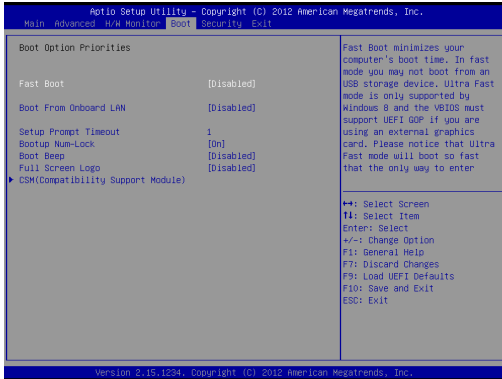 Aptio Setup Utility – Copyright (C) 2012 American Megatrends, Inc.
Main Advanced H/W Monitor Boot Security Exit
Boot Option Priorities
Fast Boot [Disabled]
Boot From Onboard LAN [Disabled]
Setup Prompt Timeout 1
Bootup Num-Lock [On]
Boot Beep [Disabled]
Full Screen Logo [Disabled]
CSM(Compatibility Support Module)
Fast Boot minimizes your
computer's boot time. In fast
mode you may not boot from an
USB storage device. Ultra Fast
mode is only supported by
Windows 8 and the VBIOS must
support UEFI GOP if you are
using an external graphics
card. Please notice that Ultra
Fast mode will boot so fast
that the only way to enter
↔: Select Screen
↑↓: Select Item
Enter: Select
+/-: Change Option
F1: General Help
F7: Discard Changes
F9: Load UEFI Defaults
F10: Save and Exit
ESC: Exit
Version 2.15.1234. Copyright (C) 2012 American Megatrends, Inc.